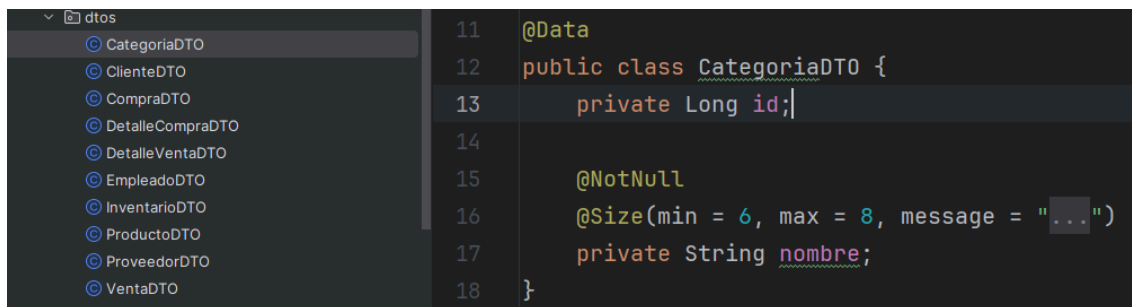 dtos
CategoriaDTO
ClienteDTO
CompraDTO
DetalleCompraDTO
DetalleVentaDTO
EmpleadoDTO
InventarioDTO
ProductoDTO
ProveedorDTO
VentaDTO
11 @Data
12 public class CategoriaDTO {
13 private Long id;
14
15 @NotNull
16 @Size(min = 6, max = 8, message = "...")
17 private String nombre;
18 }